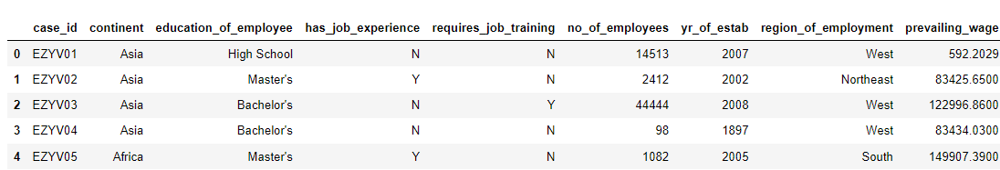 case_id continent education_of_employee has_job_experience requires_job_training no_of_employees yr_of_estab region_of_employment prevailing_wage
0 EZYV01 Asia High School N N 14513 2007 West 592.2029
1 EZYV02 Asia Master's Y N 2412 2002 Northeast 83425.6500
2 EZYV03 Asia Bachelor's N Y 44444 2008 West 122996.8600
3 EZYV04 Asia Bachelor's N N 98 1897 West 83434.0300
4 EZYV05 Africa Master's Y N 1082 2005 South 149907.3900